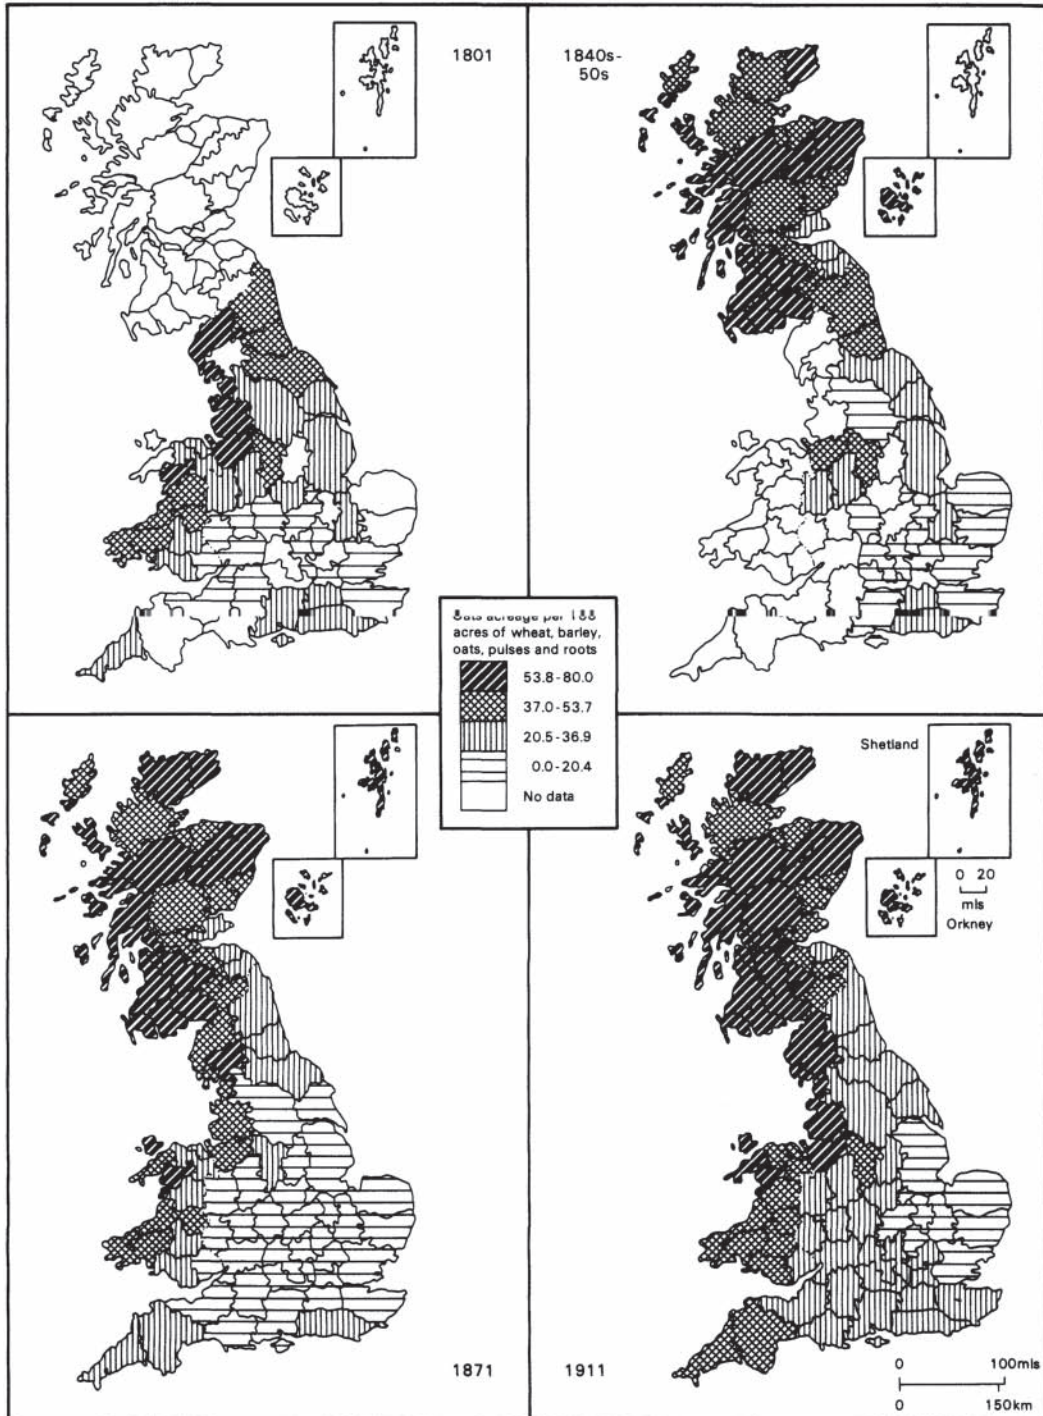 1801
1840s-
50s
acres of wheat, barley,
oats, pulses and roots
53.8-80.0
37.0-53.7
20.5-36.9
0.0-20.4
No data
Shetland
0 20
mls
Orkney
1871
1911
0 100mls
0 150km